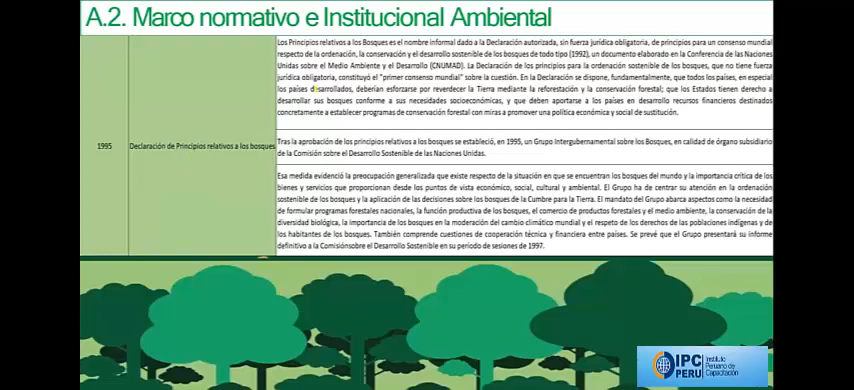 A.2. Marco normativo e Institucional Ambiental
Los Principios relativos a los Bosques es el nombre informal dado a la Declaración autorizada, sin fuerza jurídica obligatoria, de principios para un consenso mundial
respecto de la ordenación, la conservación y el desarrollo sostenible de los bosques de todo tipo (1992), un documento elaborado en la Conferencia de las Naciones
Unidas sobre el Medio Ambiente y el Desarrollo (CNUMAD). La Declaración de los principios para la ordenación sostenible de los bosques, que no tiene fuerza
jurídica obligatoria, constituyó el "primer consenso mundial" sobre la cuestión. En la Declaración se dispone, fundamentalmente, que todos los países, en especial
los países desarrollados, deberían esforzarse por reverdecer la Tierra mediante la reforestación y la conservación forestal; que los Estados tienen derecho a
desarrollar sus bosques conforme a sus necesidades socioeconómicas, y que deben aportarse a los países en desarrollo recursos financieros destinados
concretamente a establecer programas de conservación forestal con miras a promover una política económica y social de sustitución.
1995
Declaración de Principios relativos a los bosques
Tras la aprobación de los principios relativos a los bosques se estableció, en 1995, un Grupo Intergubernamental sobre los Bosques, en calidad de órgano subsidiario
de la Comisión sobre el Desarrollo Sostenible de las Naciones Unidas.
Esa medida evidenció la preocupación generalizada que existe respecto de la situación en que se encuentran los bosques del mundo y la importancia crítica de los
bienes y servicios que proporcionan desde los puntos de vista económico, social, cultural y ambiental. El Grupo ha de centrar su atención en la ordenación
sostenible de los bosques y la aplicación de las decisiones sobre los bosques de la Cumbre para la Tierra. El mandato del Grupo abarca aspectos como la necesidad
de formular programas forestales nacionales, la función productiva de los bosques, el comercio de productos forestales y el medio ambiente, la conservación de la
diversidad biológica, la importancia de los bosques en la moderación del cambio climático mundial y el respeto de los derechos de las poblaciones indígenas y de
los habitantes de los bosques. También comprende cuestiones de cooperación técnica y financiera entre países. Se prevé que el Grupo presentará su informe
definitivo a la Comisiónsobre el Desarrollo Sostenible en su período de sesiones de 1997.
IPC PERU
Instituto
Peruano de
Capacitación